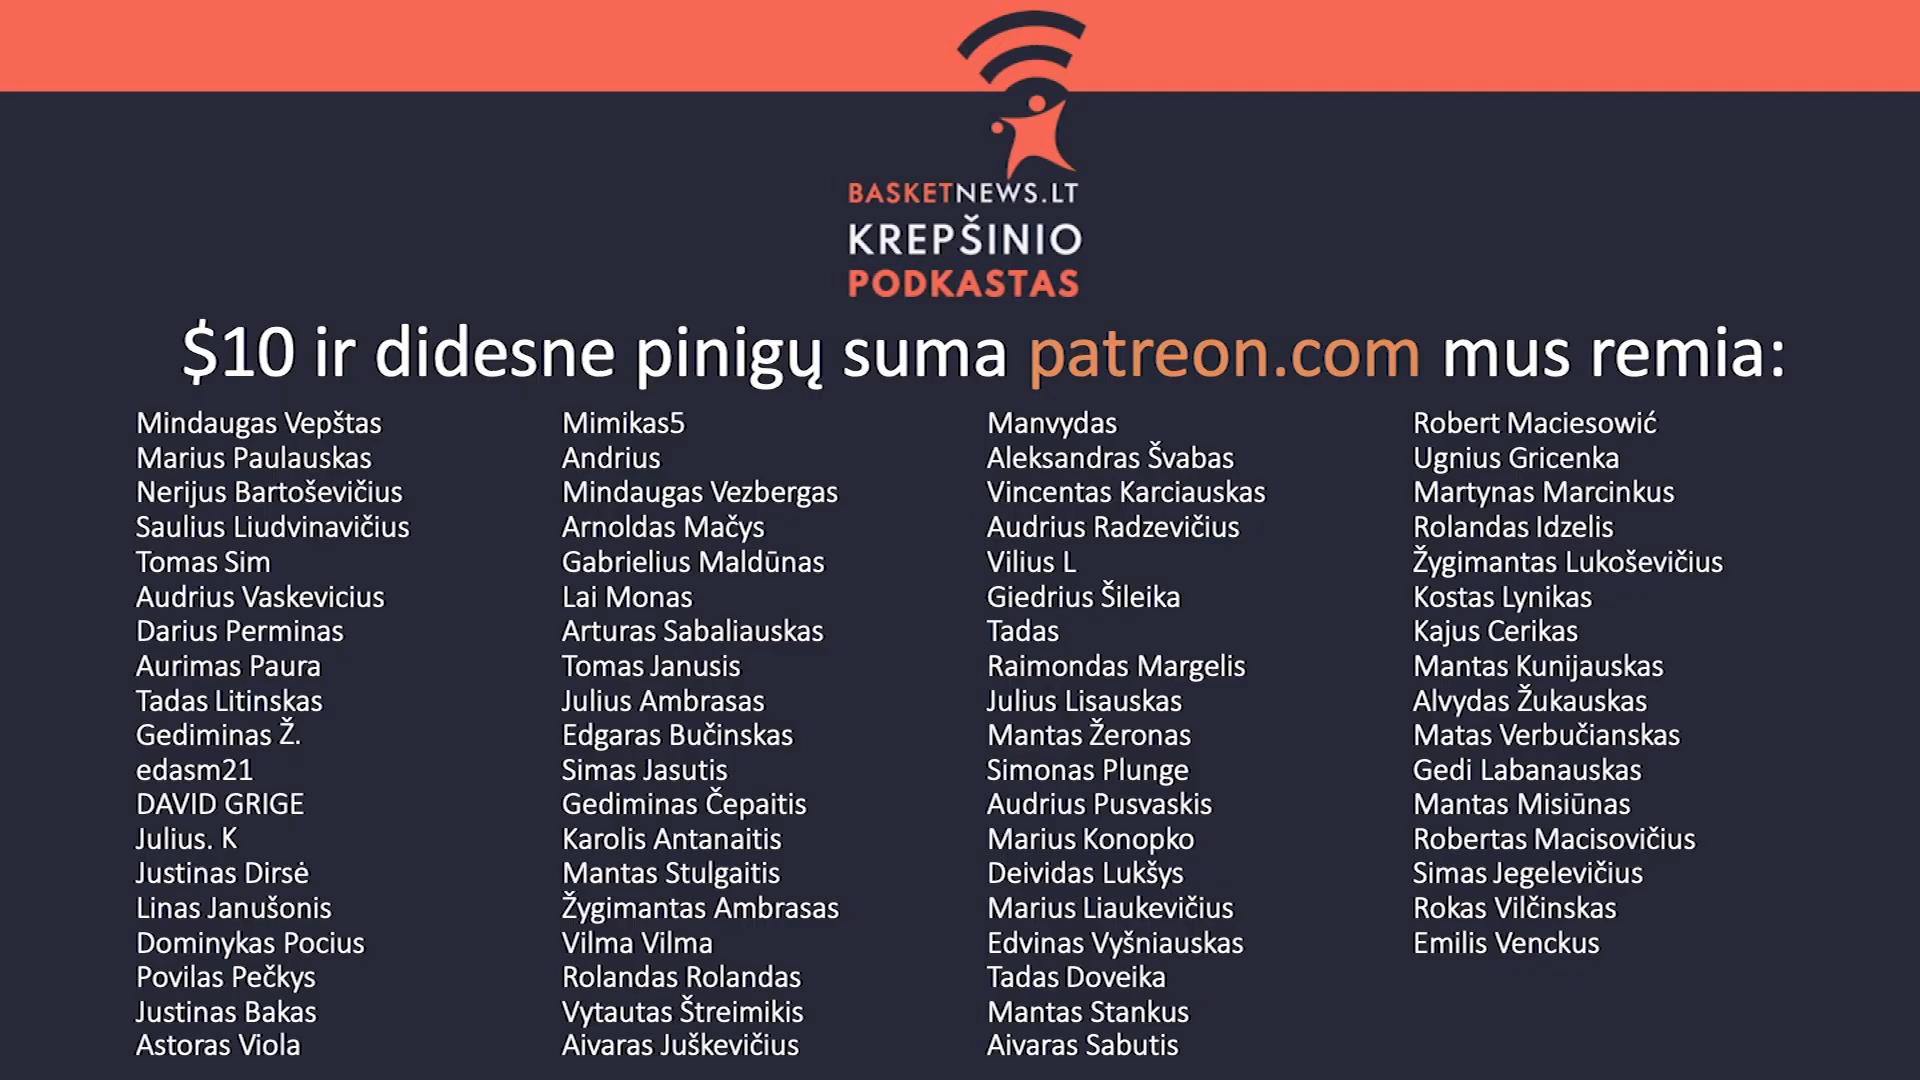 BASKETNEWS.LT
KREPŠINIO
PODKASTAS
$10 ir didesne pinigų suma patreon.com mus remia:
Mindaugas Vepštas
Marius Paulauskas
Nerijus Bartoševičius
Saulius Liudvinavičius
Tomas Sim
Audrius Vaskevicius
Darius Perminas
Aurimas Paura
Tadas Litinskas
Gediminas Ž.
edasm21
DAVID GRIGE
Julius. K
Justinas Dirsė
Linas Janušonis
Dominykas Pocius
Povilas Pečkys
Justinas Bakas
Astoras Viola
Mimikas5
Andrius
Mindaugas Vezbergas
Arnoldas Mačys
Gabrielius Maldūnas
Lai Monas
Arturas Sabaliauskas
Tomas Janusis
Julius Ambrasas
Edgaras Bučinskas
Simas Jasutis
Gediminas Čepaitis
Karolis Antanaitis
Mantas Stulgaitis
Žygimantas Ambrasas
Vilma Vilma
Rolandas Rolandas
Vytautas Štreimikis
Aivaras Juškevičius
Manvydas
Aleksandras Švabas
Vincentas Karciauskas
Audrius Radzevičius
Vilius L
Giedrius Šileika
Tadas
Raimondas Margelis
Julius Lisauskas
Mantas Žeronas
Simonas Plunge
Audrius Pusvaskis
Marius Konopko
Deividas Lukšys
Marius Liaukevičius
Edvinas Vyšniauskas
Tadas Doveika
Mantas Stankus
Aivaras Sabutis
Robert Maciesowić
Ugnius Gricenka
Martynas Marcinkus
Rolandas Idzelis
Žygimantas Lukoševičius
Kostas Lynikas
Kajus Cerikas
Mantas Kunijauskas
Alvydas Žukauskas
Matas Verbučianskas
Gedi Labanauskas
Mantas Misiūnas
Robertas Macisovičius
Simas Jegelevičius
Rokas Vilčinskas
Emilis Venckus